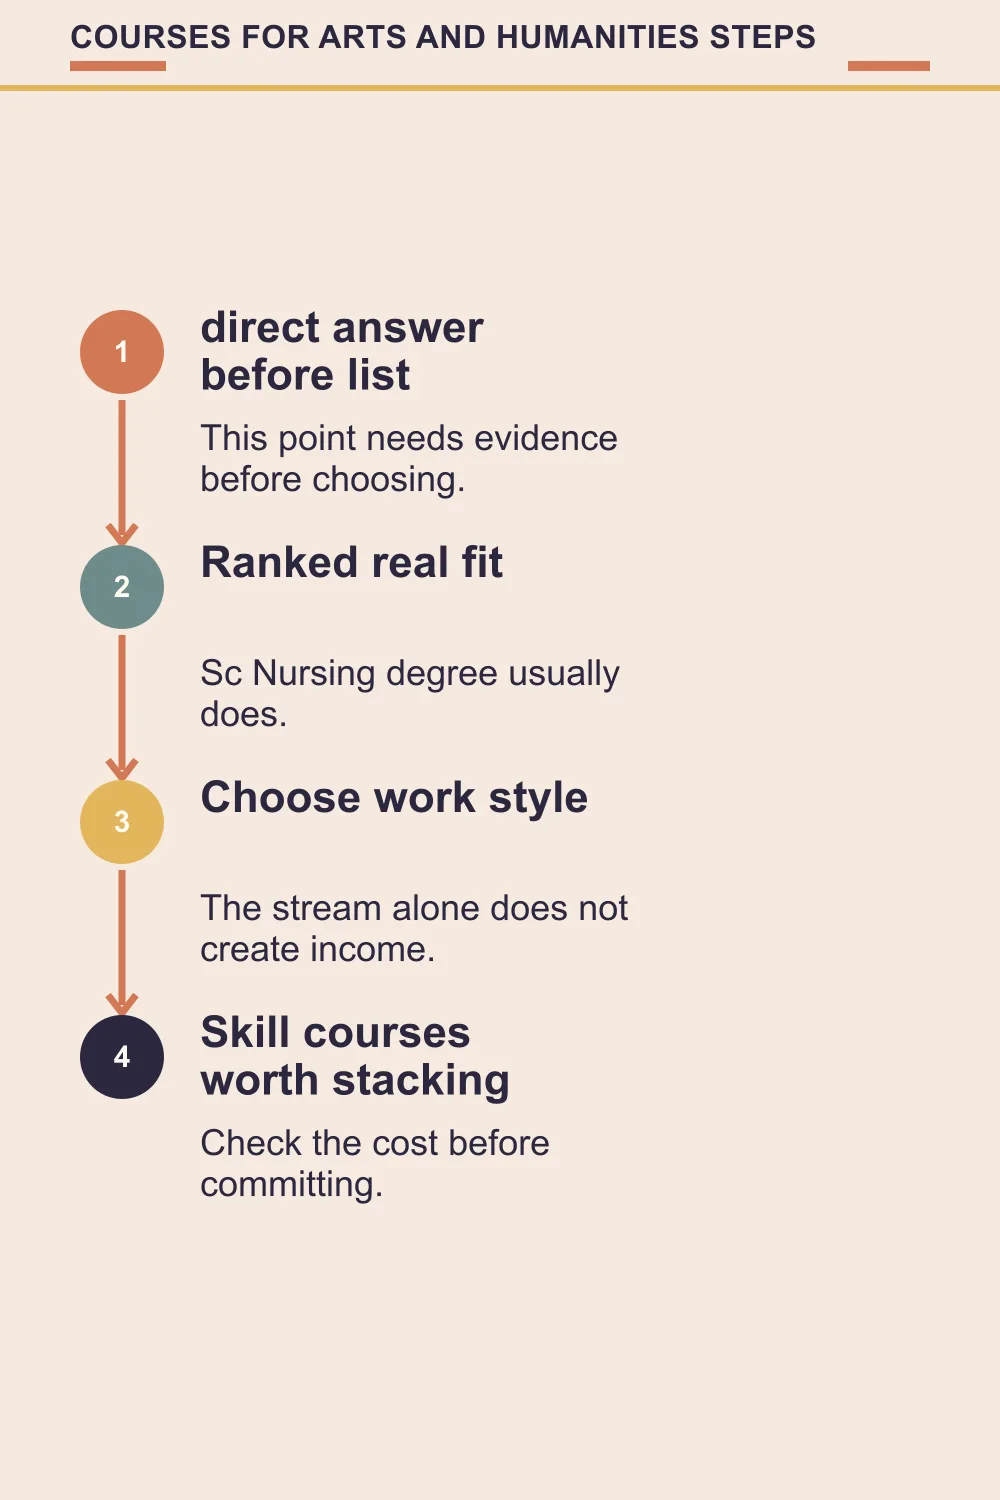 COURSES FOR ARTS AND HUMANITIES STEPS
1
direct answer
before list
This point needs evidence
before choosing.
2
Ranked real fit
Sc Nursing degree usually
does.
3
Choose work style
The stream alone does not
create income.
4
Skill courses
worth stacking
Check the cost before
committing.